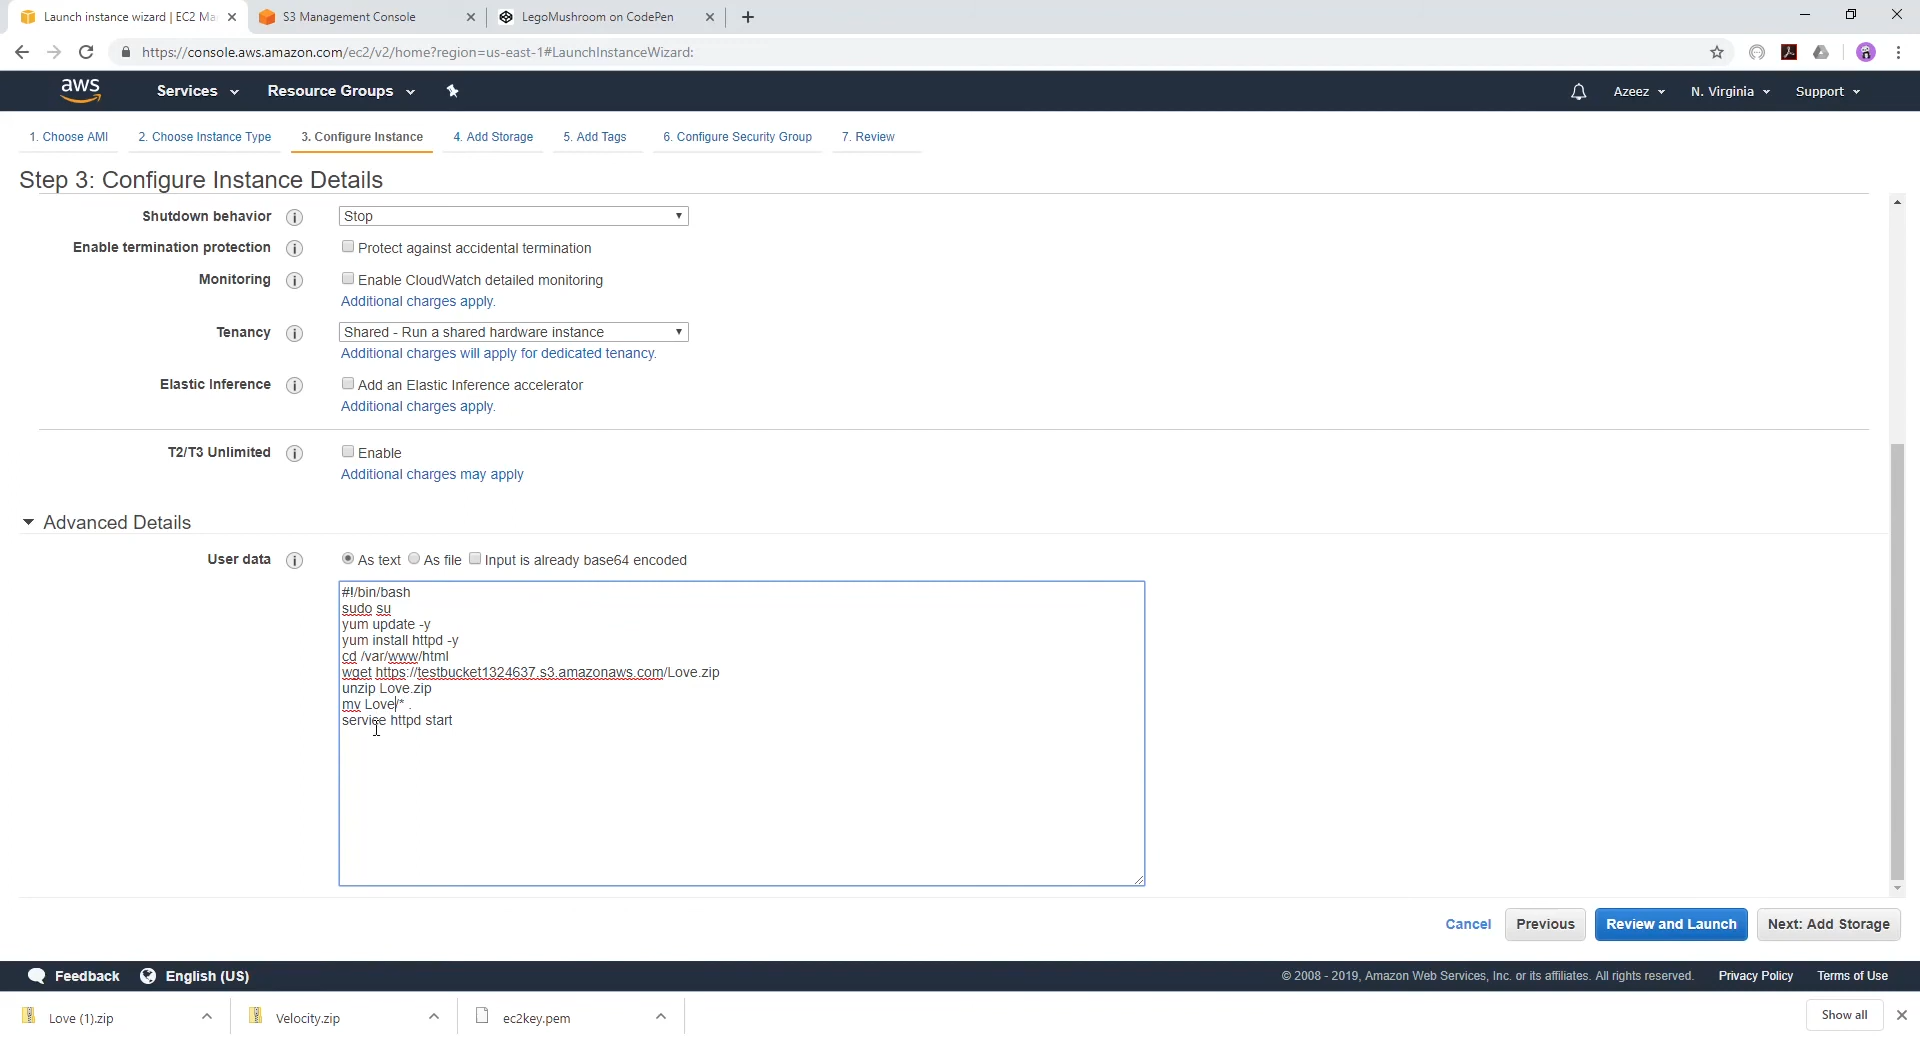 Launch instance wizard | EC2 Ma
S3 Management Console
LegoMushroom on CodePen
https://console.aws.amazon.com/ec2/v2/home?region=us-east-1#LaunchInstanceWizard:
aws
Services
Resource Groups
Azeez
N. Virginia
Support
1. Choose AMI
2. Choose Instance Type
3. Configure Instance
4. Add Storage
5. Add Tags
6. Configure Security Group
7. Review
Step 3: Configure Instance Details
Shutdown behavior
Stop
Enable termination protection
Protect against accidental termination
Monitoring
Enable CloudWatch detailed monitoring
Additional charges apply.
Tenancy
Shared - Run a shared hardware instance
Additional charges will apply for dedicated tenancy.
Elastic Inference
Add an Elastic Inference accelerator
Additional charges apply.
T2/T3 Unlimited
Enable
Additional charges may apply
Advanced Details
User data
As text
As file
Input is already base64 encoded
#!/bin/bash
sudo su
yum update -y
yum install httpd -y
cd /var/www/html
wget https://testbucket1324637.s3.amazonaws.com/Love.zip
unzip Love.zip
mv Love/* .
service httpd start
Cancel
Previous
Review and Launch
Next: Add Storage
Feedback
English (US)
© 2008 - 2019, Amazon Web Services, Inc. or its affiliates. All rights reserved.
Privacy Policy
Terms of Use
Love (1).zip
Velocity.zip
ec2key.pem
Show all